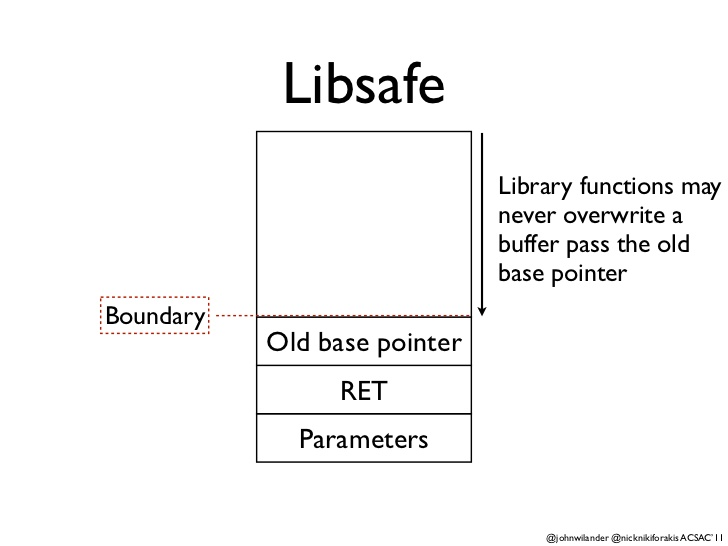 Libsafe
Library functions may
never overwrite a
buffer pass the old
base pointer
Boundary
Old base pointer
RET
Parameters
@johnwilander @nicknikiforakis ACSAC'11